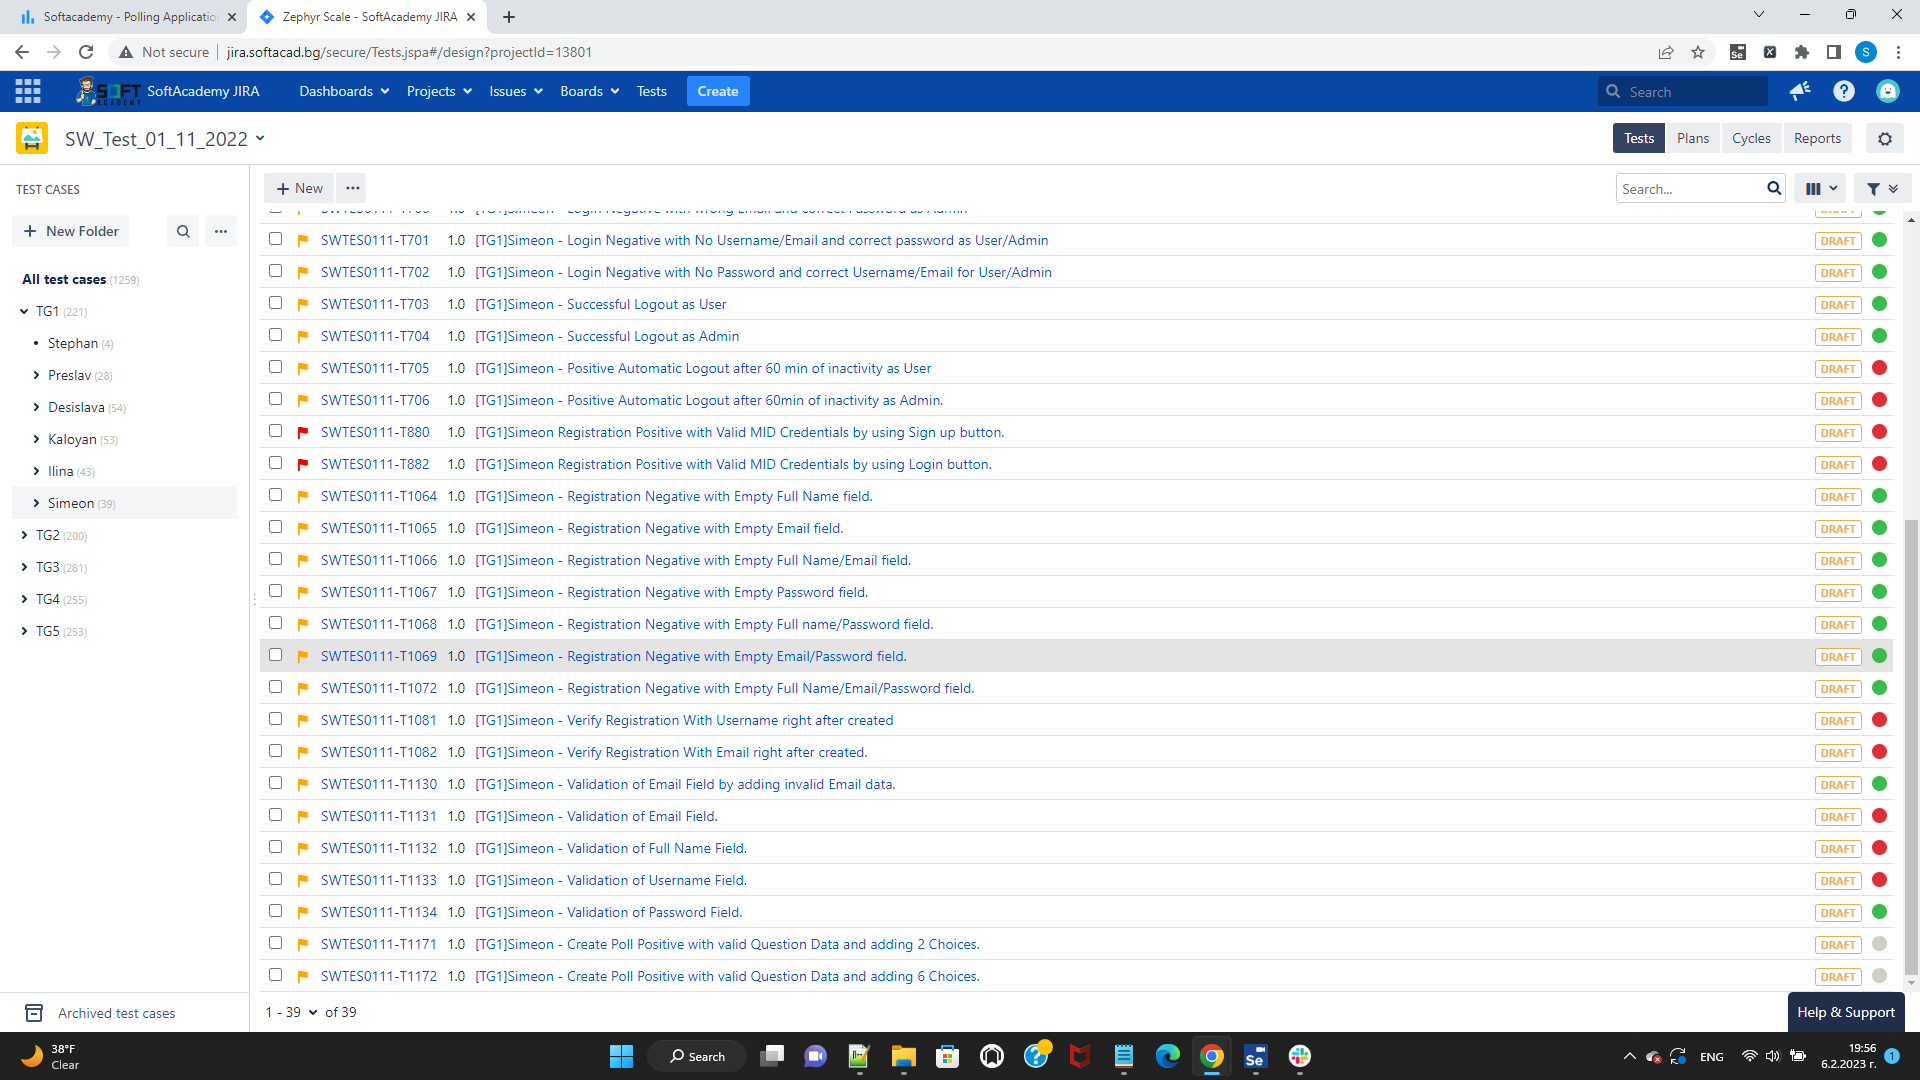 Softacademy - Polling Applicatio
Zephyr Scale - SoftAcademy JIRA
Not secure
jira.softacad.bg/secure/Tests.jspa#/design?projectId=13801
SOFT ACADEMY
SoftAcademy JIRA
Dashboards
Projects
Issues
Boards
Tests
Create
Search
SW_Test_01_11_2022
Tests
Plans
Cycles
Reports
TEST CASES
New
Search...
New Folder
All test cases (1259)
TG1 (221)
Stephan (4)
Preslav (28)
Desislava (54)
Kaloyan (53)
Ilina (43)
Simeon (39)
TG2 (200)
TG3 (281)
TG4 (255)
TG5 (253)
SWTES0111-T701 1.0 [TG1]Simeon - Login Negative with No Username/Email and correct password as User/Admin DRAFT
SWTES0111-T702 1.0 [TG1]Simeon - Login Negative with No Password and correct Username/Email for User/Admin DRAFT
SWTES0111-T703 1.0 [TG1]Simeon - Successful Logout as User DRAFT
SWTES0111-T704 1.0 [TG1]Simeon - Successful Logout as Admin DRAFT
SWTES0111-T705 1.0 [TG1]Simeon - Positive Automatic Logout after 60 min of inactivity as User DRAFT
SWTES0111-T706 1.0 [TG1]Simeon - Positive Automatic Logout after 60min of inactivity as Admin. DRAFT
SWTES0111-T880 1.0 [TG1]Simeon Registration Positive with Valid MID Credentials by using Sign up button. DRAFT
SWTES0111-T882 1.0 [TG1]Simeon Registration Positive with Valid MID Credentials by using Login button. DRAFT
SWTES0111-T1064 1.0 [TG1]Simeon - Registration Negative with Empty Full Name field. DRAFT
SWTES0111-T1065 1.0 [TG1]Simeon - Registration Negative with Empty Email field. DRAFT
SWTES0111-T1066 1.0 [TG1]Simeon - Registration Negative with Empty Full Name/Email field. DRAFT
SWTES0111-T1067 1.0 [TG1]Simeon - Registration Negative with Empty Password field. DRAFT
SWTES0111-T1068 1.0 [TG1]Simeon - Registration Negative with Empty Full name/Password field. DRAFT
SWTES0111-T1069 1.0 [TG1]Simeon - Registration Negative with Empty Email/Password field. DRAFT
SWTES0111-T1072 1.0 [TG1]Simeon - Registration Negative with Empty Full Name/Email/Password field. DRAFT
SWTES0111-T1081 1.0 [TG1]Simeon - Verify Registration With Username right after created DRAFT
SWTES0111-T1082 1.0 [TG1]Simeon - Verify Registration With Email right after created. DRAFT
SWTES0111-T1130 1.0 [TG1]Simeon - Validation of Email Field by adding invalid Email data. DRAFT
SWTES0111-T1131 1.0 [TG1]Simeon - Validation of Email Field. DRAFT
SWTES0111-T1132 1.0 [TG1]Simeon - Validation of Full Name Field. DRAFT
SWTES0111-T1133 1.0 [TG1]Simeon - Validation of Username Field. DRAFT
SWTES0111-T1134 1.0 [TG1]Simeon - Validation of Password Field. DRAFT
SWTES0111-T1171 1.0 [TG1]Simeon - Create Poll Positive with valid Question Data and adding 2 Choices. DRAFT
SWTES0111-T1172 1.0 [TG1]Simeon - Create Poll Positive with valid Question Data and adding 6 Choices. DRAFT
Archived test cases
1 - 39 of 39
Help & Support
38°F
Clear
Search
Se
ENG
19:56
6.2.2023 г.
1